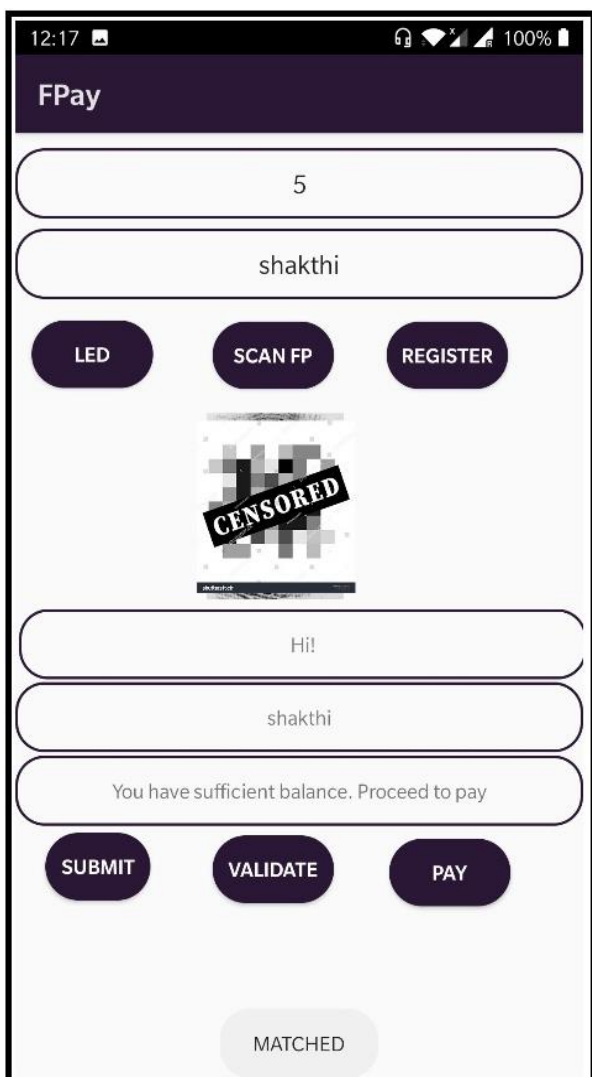 12:17 100%
FPay
5
shakthi
LED SCAN FP REGISTER
CENSORED
Hi!
shakthi
You have sufficient balance. Proceed to pay
SUBMIT VALIDATE PAY
MATCHED